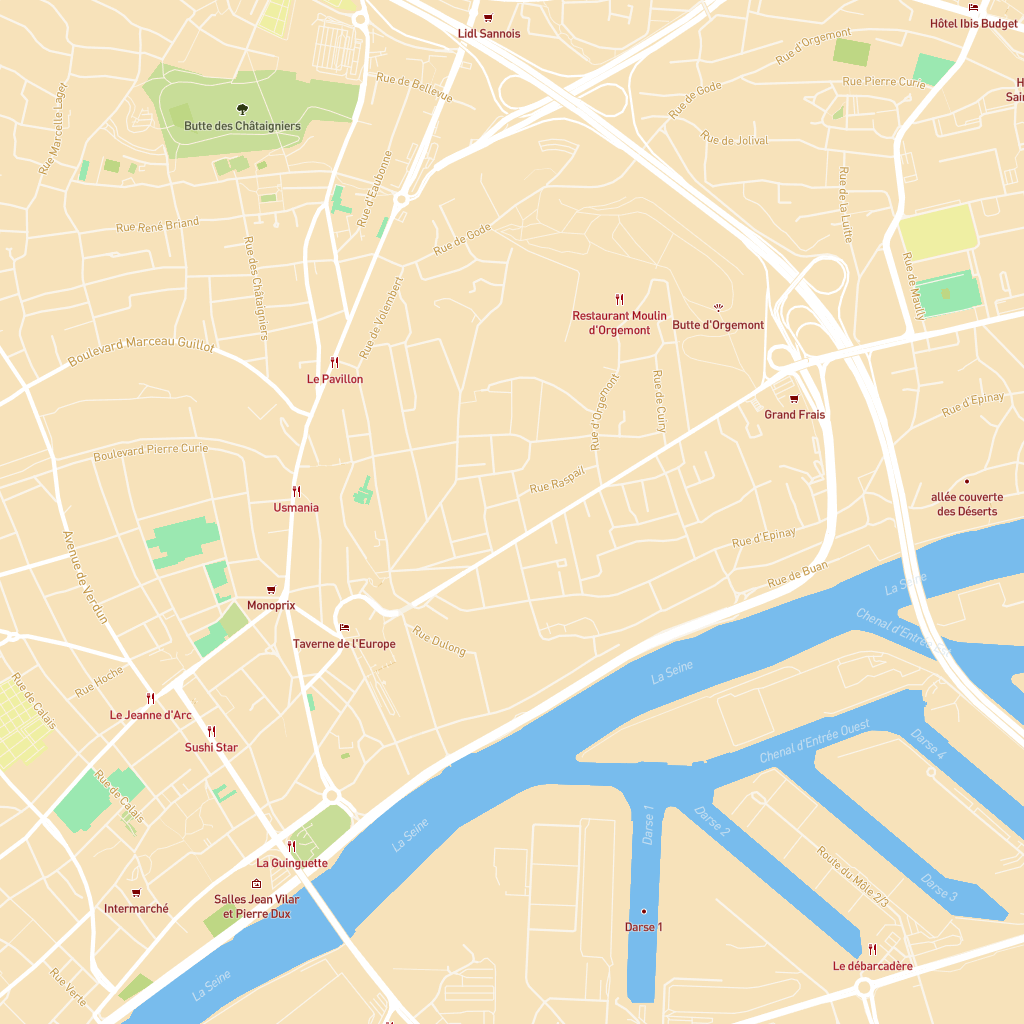 Hôtel Ibis Budget
Lidl Sannois
Rue d'Orgemont
Rue de Bellevue
Rue Pierre Curie
Rue de Gode
H
Sain
Rue Marcelle Laget
Butte des Châtaigniers
Rue de Jolival
Rue d'Eaubonne
Rue de la Luitte
Rue René Briand
Rue de Gode
Rue des Châtaigniers
Rue de Maully
Rue de Volembert
Restaurant Moulin
d'Orgemont
Butte d'Orgemont
Boulevard Marceau Guillot
Le Pavillon
Rue d'Orgemont
Rue de Cuiry
Grand Frais
Rue d'Epinay
Boulevard Pierre Curie
Rue Raspail
Usmania
allée couverte
des Déserts
Avenue de Verdun
Rue d'Epinay
Rue de Buan
La Seine
Monoprix
Chenal d'Entrée Est
Taverne de l'Europe
Rue Dulong
La Seine
Rue Hoche
Rue de Calais
Le Jeanne d'Arc
Sushi Star
Chenal d'Entrée Ouest
Darse 4
Rue de Calais
La Seine
Darse 1
Darse 2
La Guinguette
Route du Môle 2/3
Darse 3
Intermarché
Salles Jean Vilar
et Pierre Dux
Darse 1
Le débarcadère
Rue Verte
La Seine